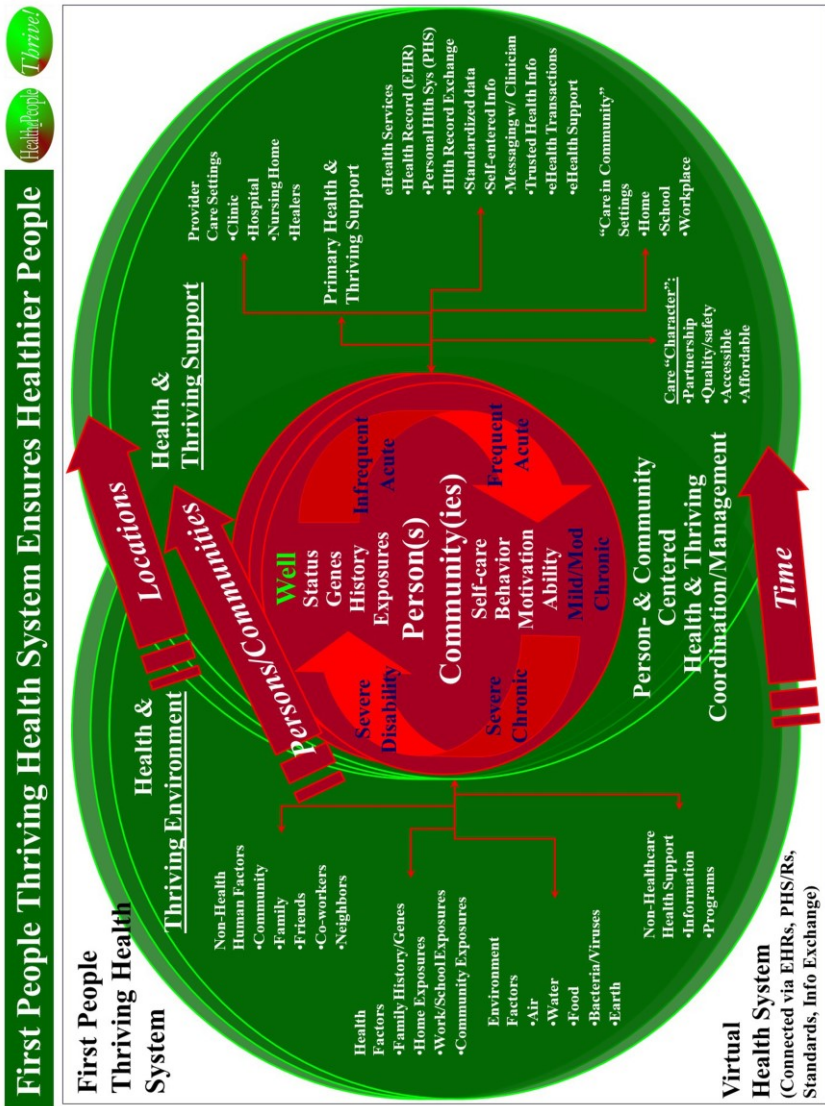 First People Thriving Health System Ensures Healthier People
HealthePeople
Thrive!
First People
Thriving Health
System
Health &
Thriving Environment
Locations
Health &
Thriving Support
Persons/Communities
Non-Health
Human Factors
•Community
•Family
•Friends
•Co-workers
•Neighbors
Health
Factors
•Family History/Genes
•Home Exposures
•Work/School Exposures
•Community Exposures
Environment
Factors
•Air
•Water
•Food
•Bacteria/Viruses
•Earth
Non-Healthcare
Health Support
•Information
•Programs
Well
Status
Genes
History
Exposures
Person(s)
Community(ies)
Self-care
Behavior
Motivation
Ability
Infrequent
Acute
Frequent
Acute
Mild/Mod
Chronic
Severe
Chronic
Severe
Disability
Provider
Care Settings
•Clinic
•Hospital
•Nursing Home
•Healers
Primary Health &
Thriving Support
eHealth Services
•Health Record (EHR)
•Personal Hlth Sys (PHS)
•Hlth Record Exchange
•Standardized data
•Self-entered Info
•Messaging w/ Clinician
•Trusted Health Info
•eHealth Transactions
•eHealth Support
“Care in Community”
Settings
•Home
•School
•Workplace
Care “Character”:
•Partnership
•Quality/safety
•Accessible
•Affordable
Person- & Community
Centered
Health & Thriving
Coordination/Management
Time
Virtual
Health System
(Connected via EHRs, PHS/Rs,
Standards, Info Exchange)